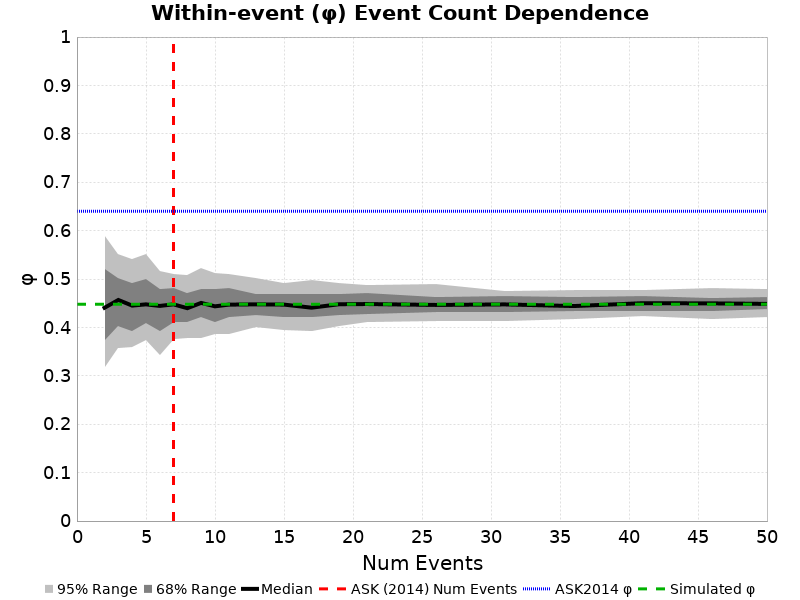 Within-event (φ) Event Count Dependence
1
0.9
0.8
0.7
0.6
0.5
0.4
0.3
0.2
0.1
0
φ
0 5 10 15 20 25 30 35 40 45 50
Num Events
95% Range 68% Range Median ASK (2014) Num Events ASK2014 φ Simulated φ